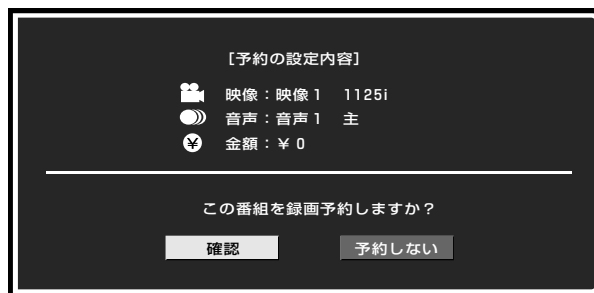 [予約の設定内容]
映像：映像1 1125i
音声：音声1 主
¥ 金額：¥0
この番組を録画予約しますか？
確認 予約しない